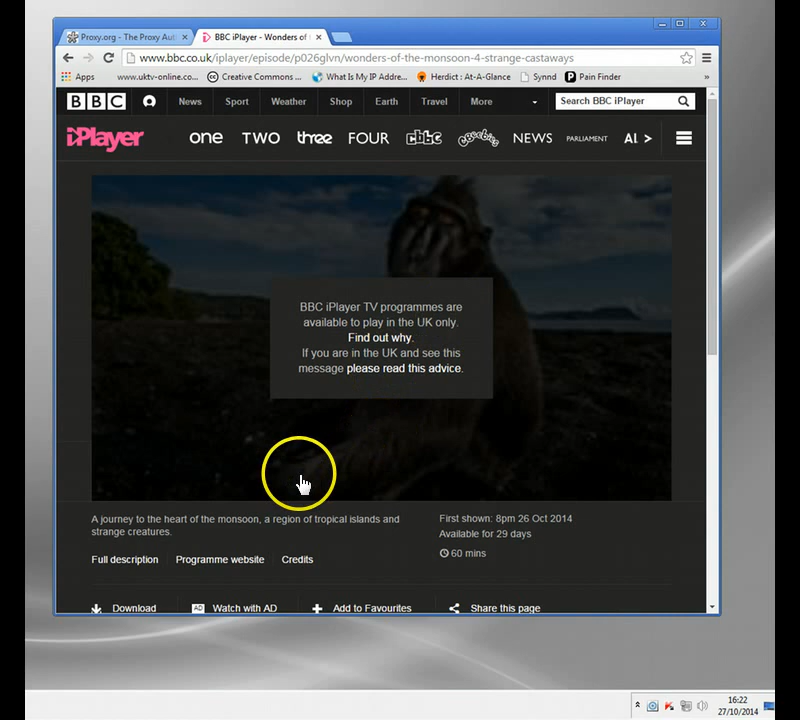 Proxy.org - The Proxy Aut
BBC iPlayer - Wonders of
www.bbc.co.uk/iplayer/episode/p026glvn/wonders-of-the-monsoon-4-strange-castaways
Apps www.uktv-online.co... Creative Commons ... What Is My IP Addre... Herdict : At-A-Glance Synnd Pain Finder »
BBC News Sport Weather Shop Earth Travel More Search BBC iPlayer
iPlayer ONE TWO three FOUR cbbc cbeebies NEWS PARLIAMENT AL >
BBC iPlayer TV programmes are
available to play in the UK only.
Find out why.
If you are in the UK and see this
message please read this advice.
A journey to the heart of the monsoon, a region of tropical islands and
strange creatures.
First shown: 8pm 26 Oct 2014
Available for 29 days
60 mins
Full description Programme website Credits
Download AD Watch with AD Add to Favourites Share this page
16:22
27/10/2014